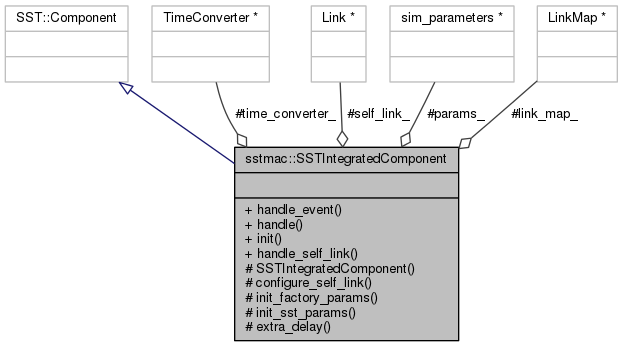 SST::Component
TimeConverter *
Link *
sim_parameters *
LinkMap *
#time_converter_
#self_link_
#params_
#link_map_
sstmac::SSTIntegratedComponent
+ handle_event()
+ handle()
+ init()
+ handle_self_link()
# SSTIntegratedComponent()
# configure_self_link()
# init_factory_params()
# init_sst_params()
# extra_delay()